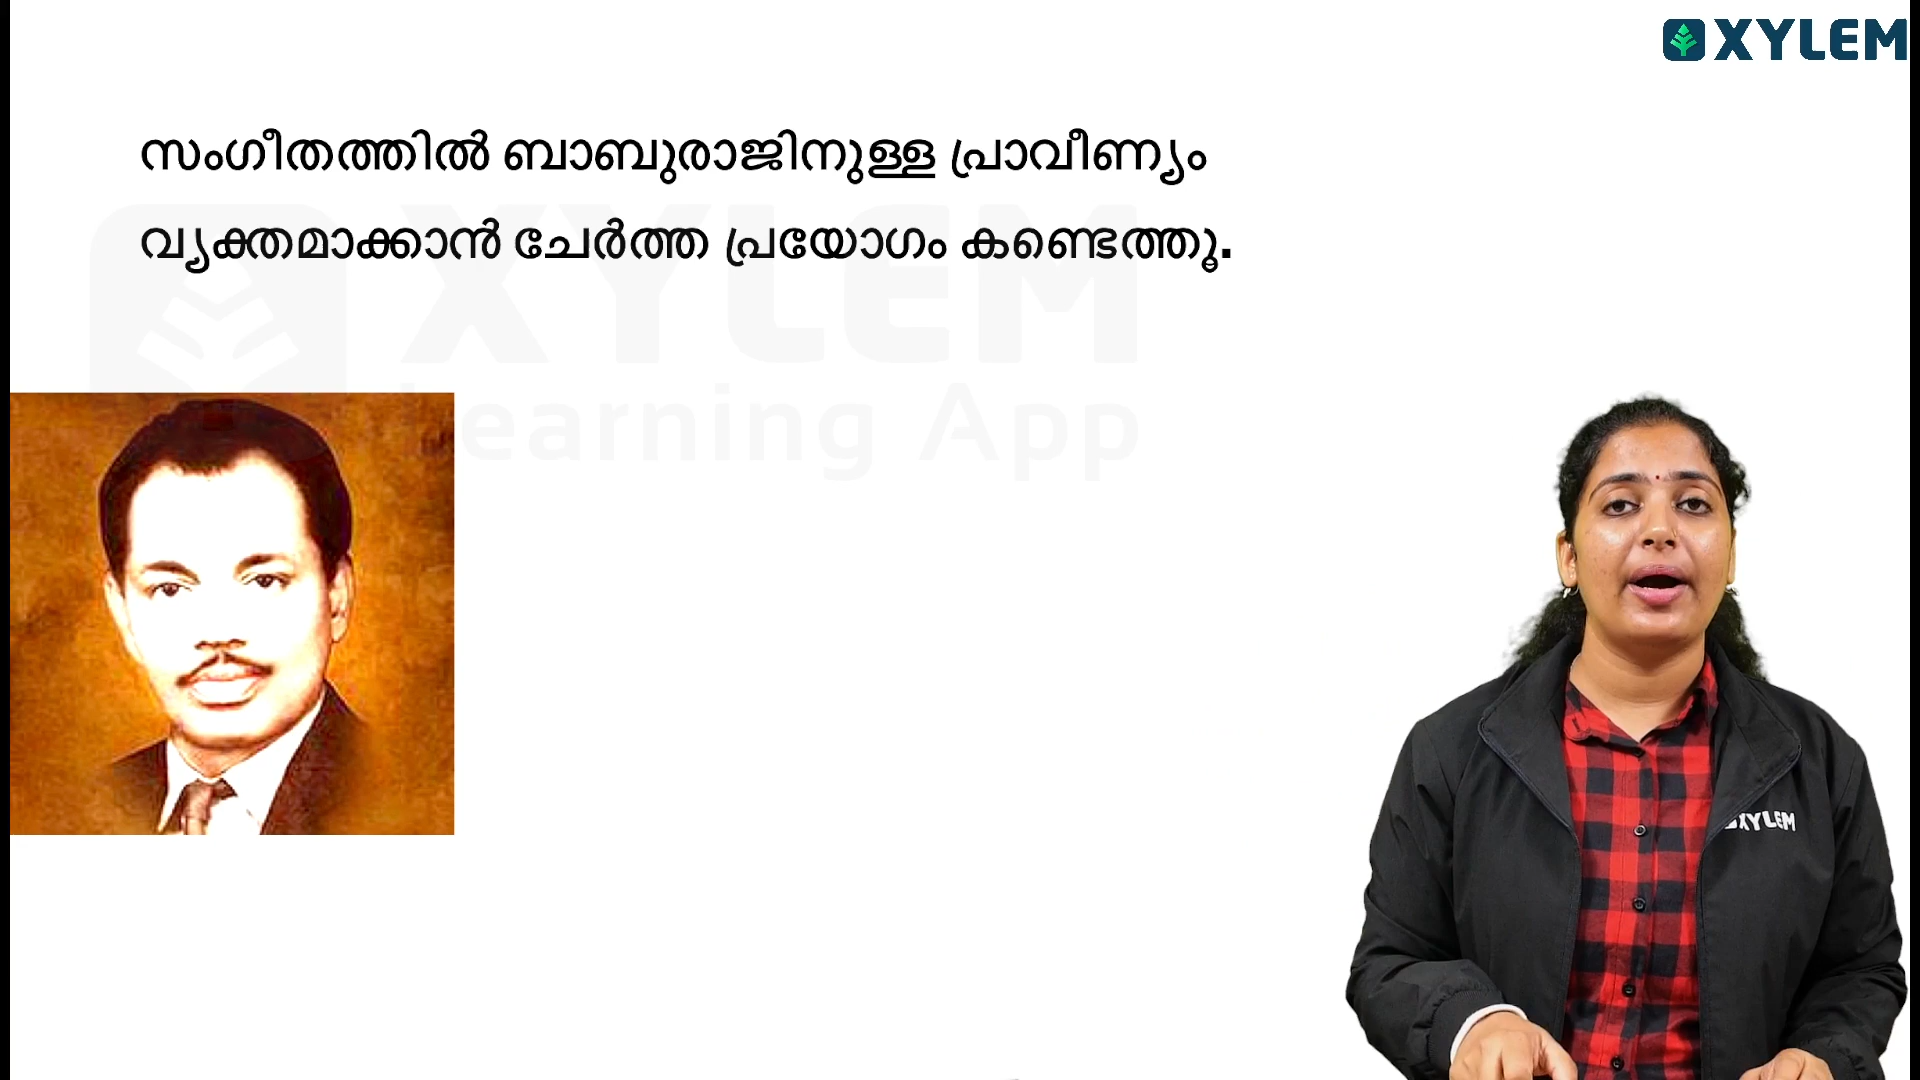 XYLEM
സംഗീതത്തിൽ ബാബുരാജിനുള്ള പ്രാവീണ്യം
വ്യക്തമാക്കാൻ ചേർത്ത പ്രയോഗം കണ്ടെത്തൂ.
XYLEM
Learning App
XYLEM